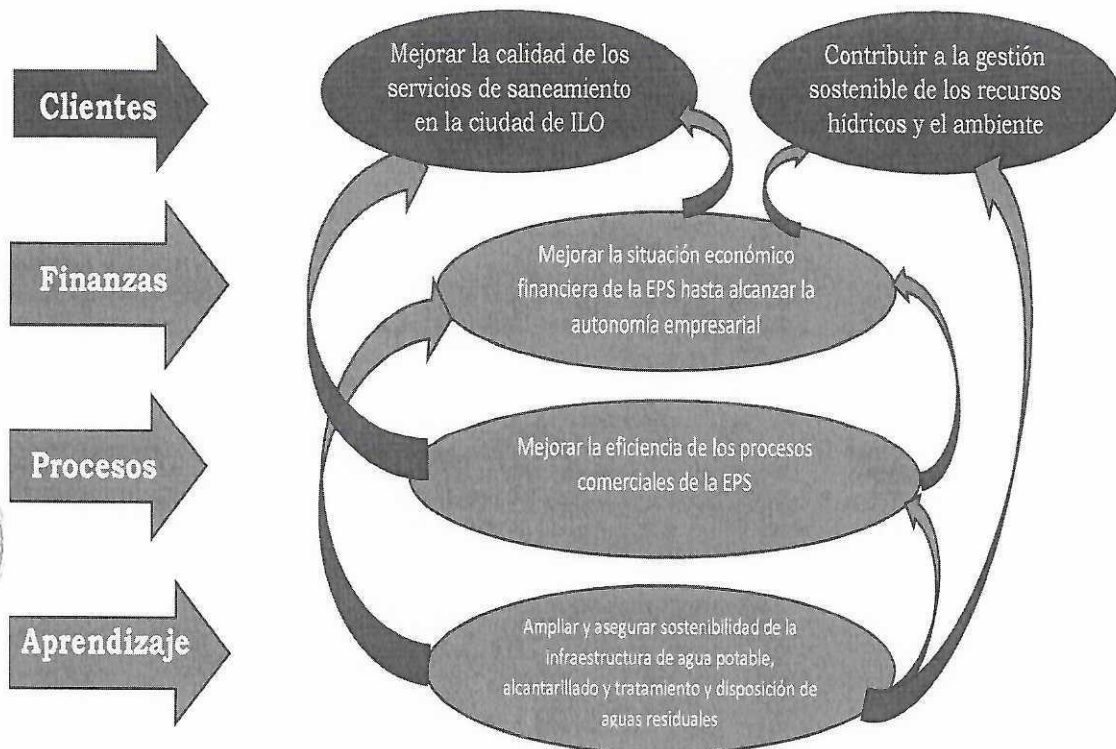 Clientes
Mejorar la calidad de los
servicios de saneamiento
en la ciudad de ILO
Contribuir a la gestión
sostenible de los recursos
hídricos y el ambiente
Finanzas
Mejorar la situación económico
financiera de la EPS hasta alcanzar la
autonomía empresarial
Procesos
Mejorar la eficiencia de los procesos
comerciales de la EPS
Aprendizaje
Ampliar y asegurar sostenibilidad de la
infraestructura de agua potable,
alcantarillado y tratamiento y disposición de
aguas residuales